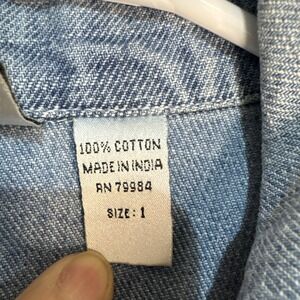 100% COTTON
MADE IN INDIA
RN 79984
SIZE: 1